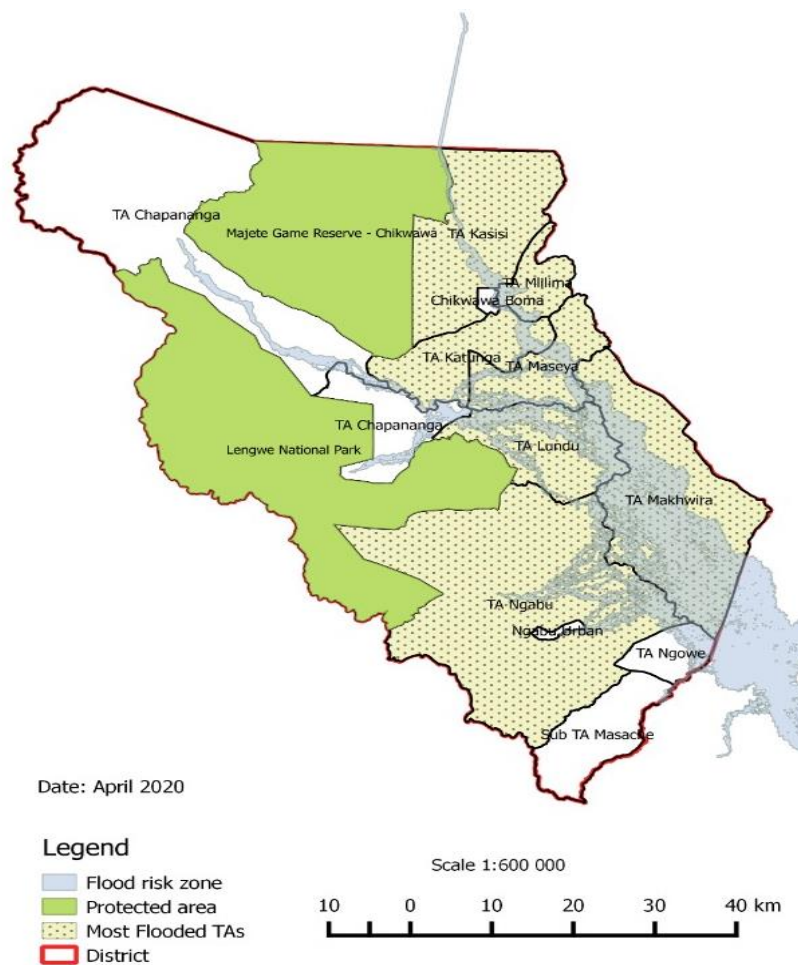 TA Chapananga
Majete Game Reserve - Chikwawa
TA Kasisi
TA Mlilima
Chikwawa Boma
TA Katunga
TA Maseya
TA Chapananga
Lengwe National Park
TA Lundu
TA Makhwira
TA Ngabu
Ngabu Urban
TA Ngowe
Sub TA Masache
Date: April 2020
Legend
Flood risk zone
Protected area
Most Flooded TAs
District
Scale 1:600 000
10 0 10 20 30 40 km